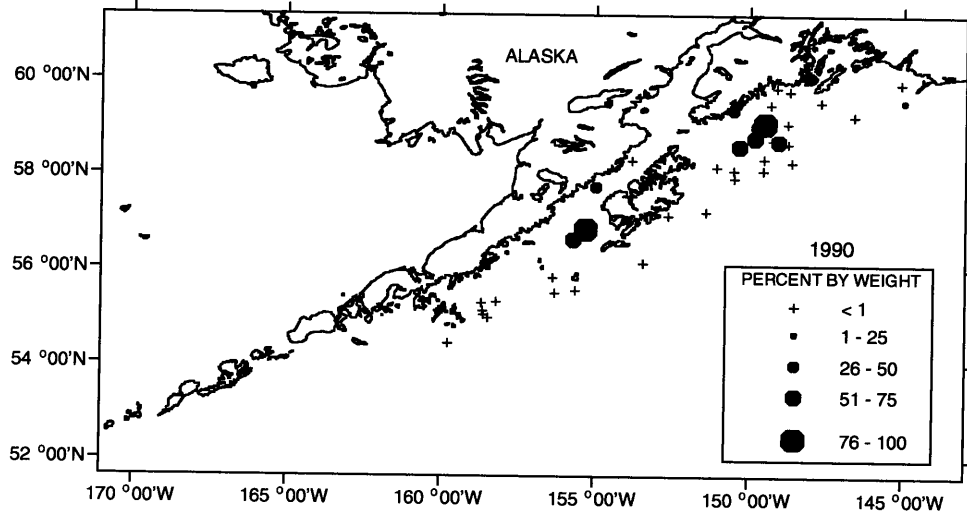 ALASKA
60 °00'N
58 °00'N
56 °00'N
54 °00'N
52 °00'N
1990
PERCENT BY WEIGHT
+ < 1
1 - 25
26 - 50
51 - 75
76 - 100
170 °00'W 165 °00'W 160 °00'W 155 °00'W 150 °00'W 145 °00'W